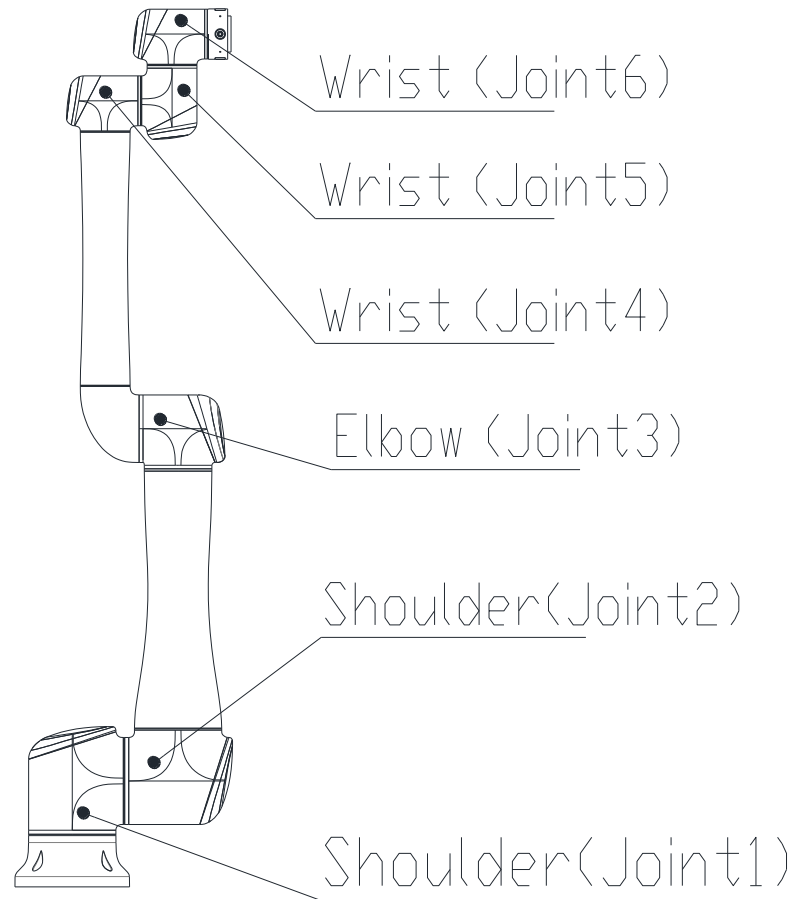 Wrist (Joint6)
Wrist (Joint5)
Wrist (Joint4)
Elbow (Joint3)
Shoulder(Joint2)
Shoulder(Joint1)